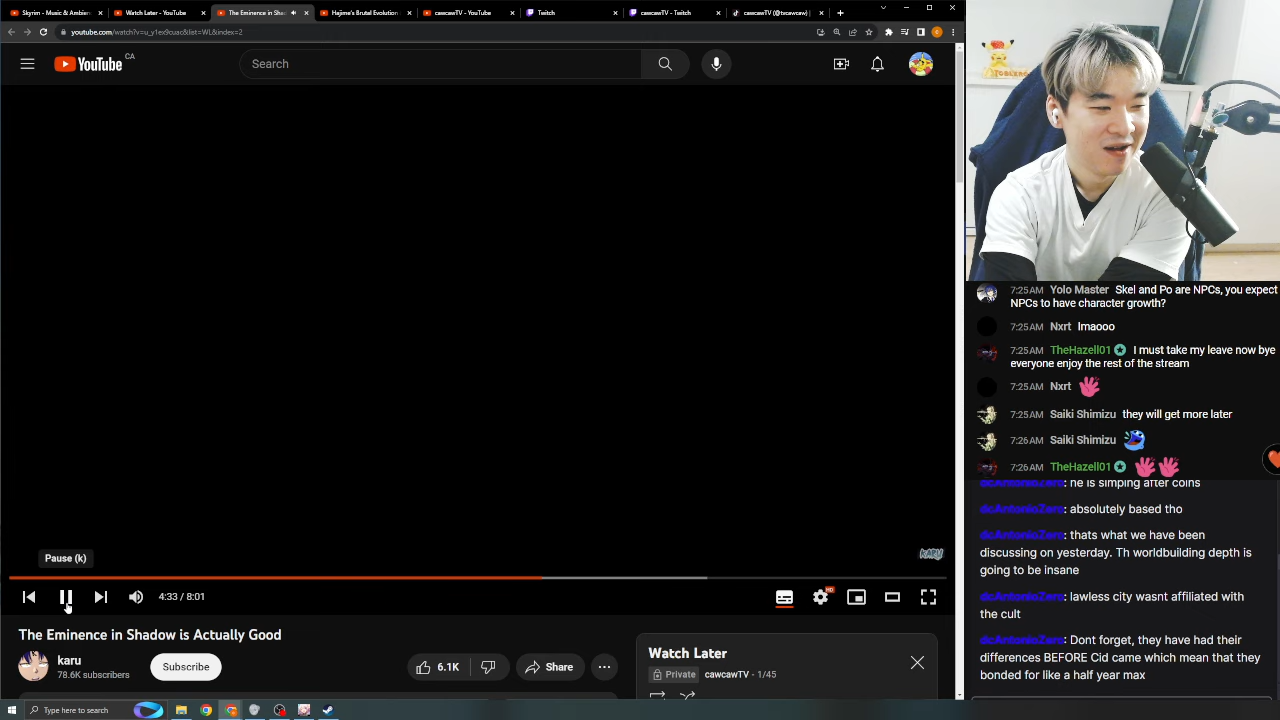 Skyrim - Music & Ambien
Watch Later - YouTube
The Eminence in Sha
Hajime's Brutal Evolution
cawcawTV - YouTube
Twitch
cawcawTV - Twitch
cawcawTV (@txcawcaw) |
youtube.com/watch?v=u_y1ex9cuac&list=WL&index=2
YouTube CA
Search
Pause (k)
KARU
4:33 / 8:01
HD
The Eminence in Shadow is Actually Good
karu
78.6K subscribers
Subscribe
6.1K
Share
Watch Later
Private cawcawTV - 1/45
Type here to search
7:25AM Yolo Master Skel and Po are NPCs, you expect
NPCs to have character growth?
7:25AM Nxrt lmaooo
7:25AM TheHazell01 I must take my leave now bye
everyone enjoy the rest of the stream
7:25AM Nxrt
7:25AM Saiki Shimizu they will get more later
7:26AM Saiki Shimizu
7:26AM TheHazell01
dcAntonioZero: he is simping after coins
dcAntonioZero: absolutely based tho
dcAntonioZero: thats what we have been
discussing on yesterday. Th worldbuilding depth is
going to be insane
dcAntonioZero: lawless city wasnt affiliated with
the cult
dcAntonioZero: Dont forget, they have had their
differences BEFORE Cid came which mean that they
bonded for like a half year max